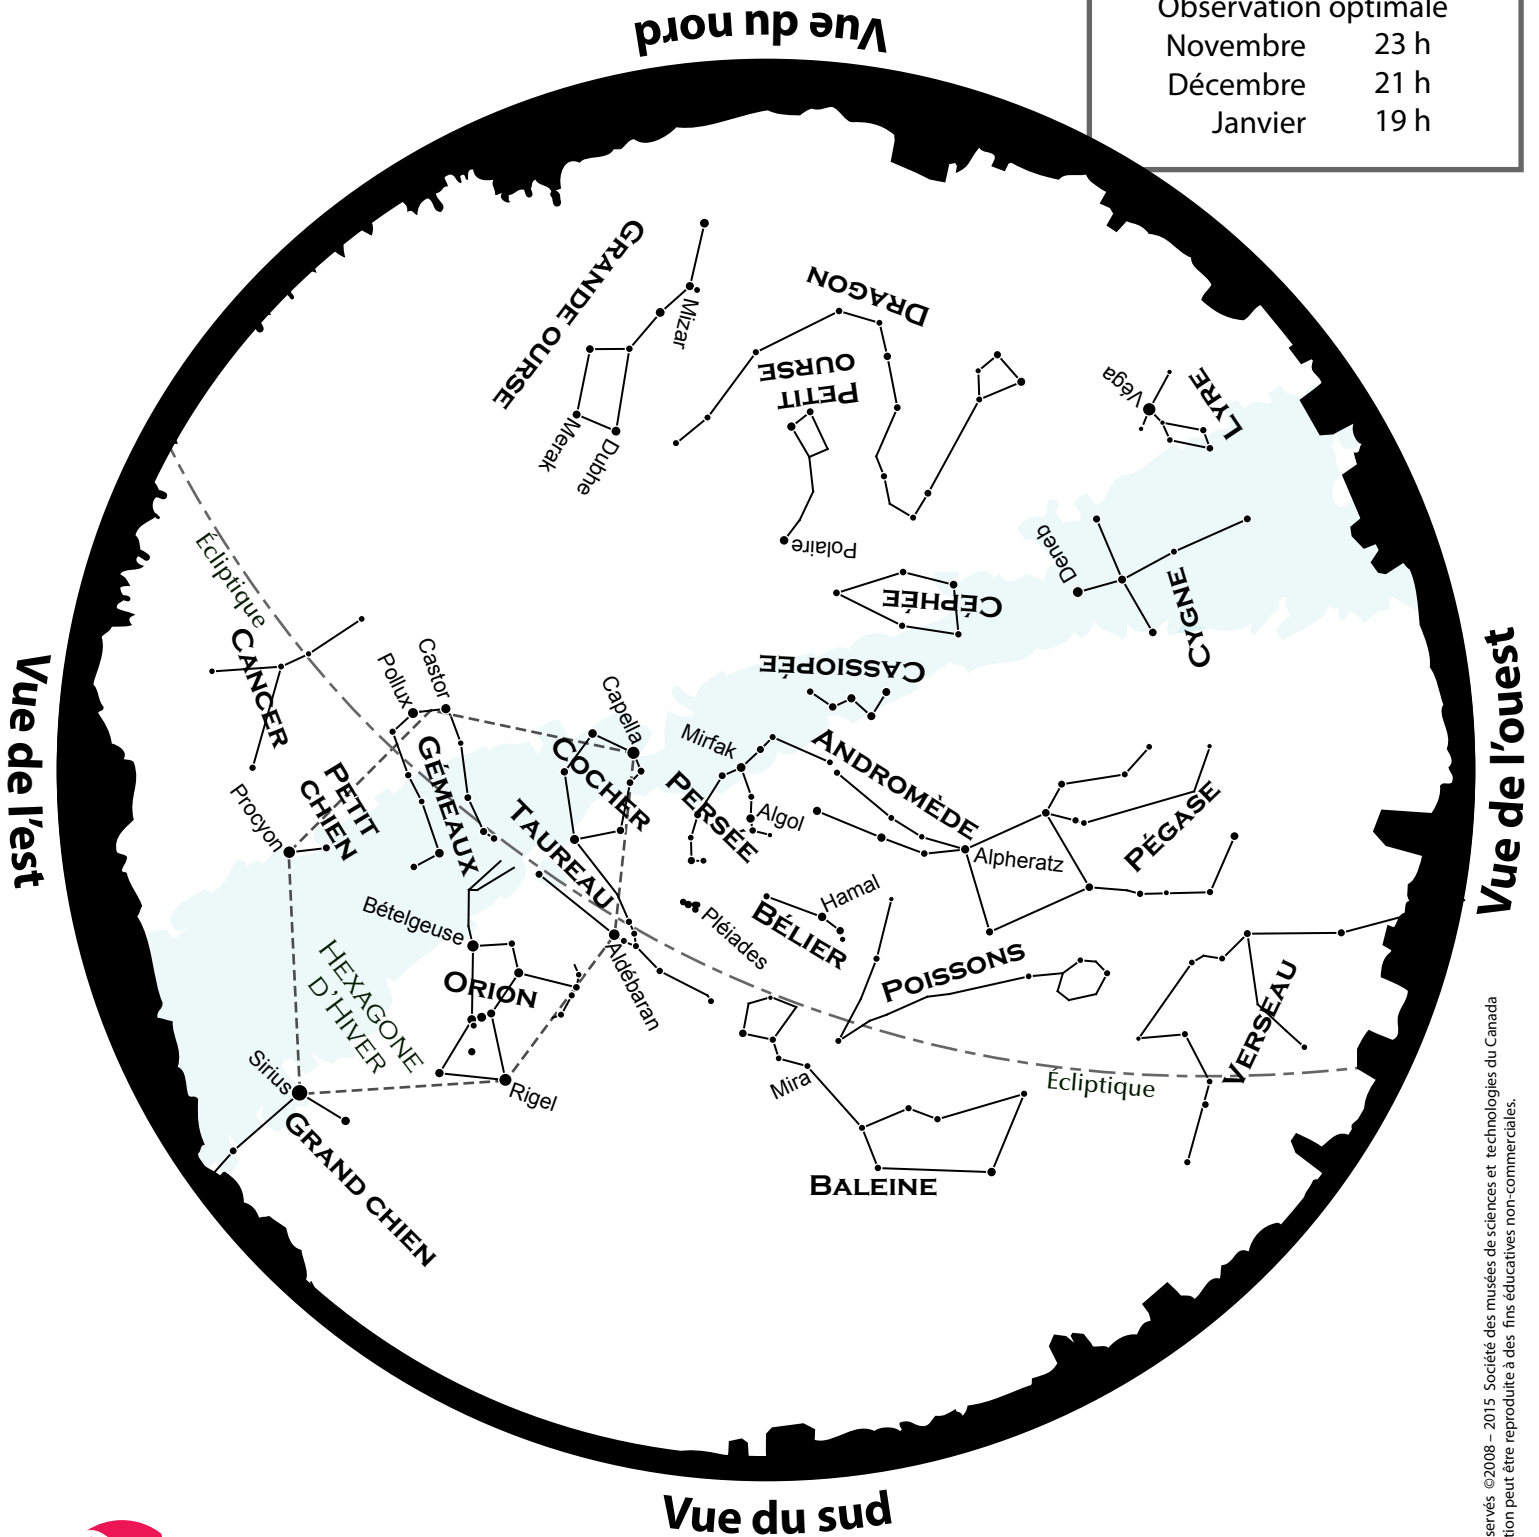 Observation optimale
Novembre 23 h
Décembre 21 h
Janvier 19 h
Vue du nord
GRANDE OURSE
Mizar
Merak
Dubhe
DRAGON
PETIT
OURSE
Polaire
Véga
LYRE
Deneb
CYGNE
CÉPHÉE
CASSIOPÉE
Écliptique
CANCER
Pollux
Castor
GÉMEAUX
Capella
COCHER
Mirfak
PERSÉE
Algol
ANDROMÈDE
Alpheratz
PÉGASE
Procyon
PETIT
CHIEN
TAUREAU
Pléiades
Hamal
BÉLIER
Bételgeuse
ORION
Aldébaran
HEXAGONE
D'HIVER
POISSONS
VERSEAU
Sirius
Rigel
GRAND CHIEN
Mira
BALEINE
Écliptique
Vue de l'est
Vue de l'ouest
Vue du sud
servés ©2008 – 2015 Société des musées de sciences et technologies du Canada
tion peut être reproduite à des fins éducatives non-commerciales.